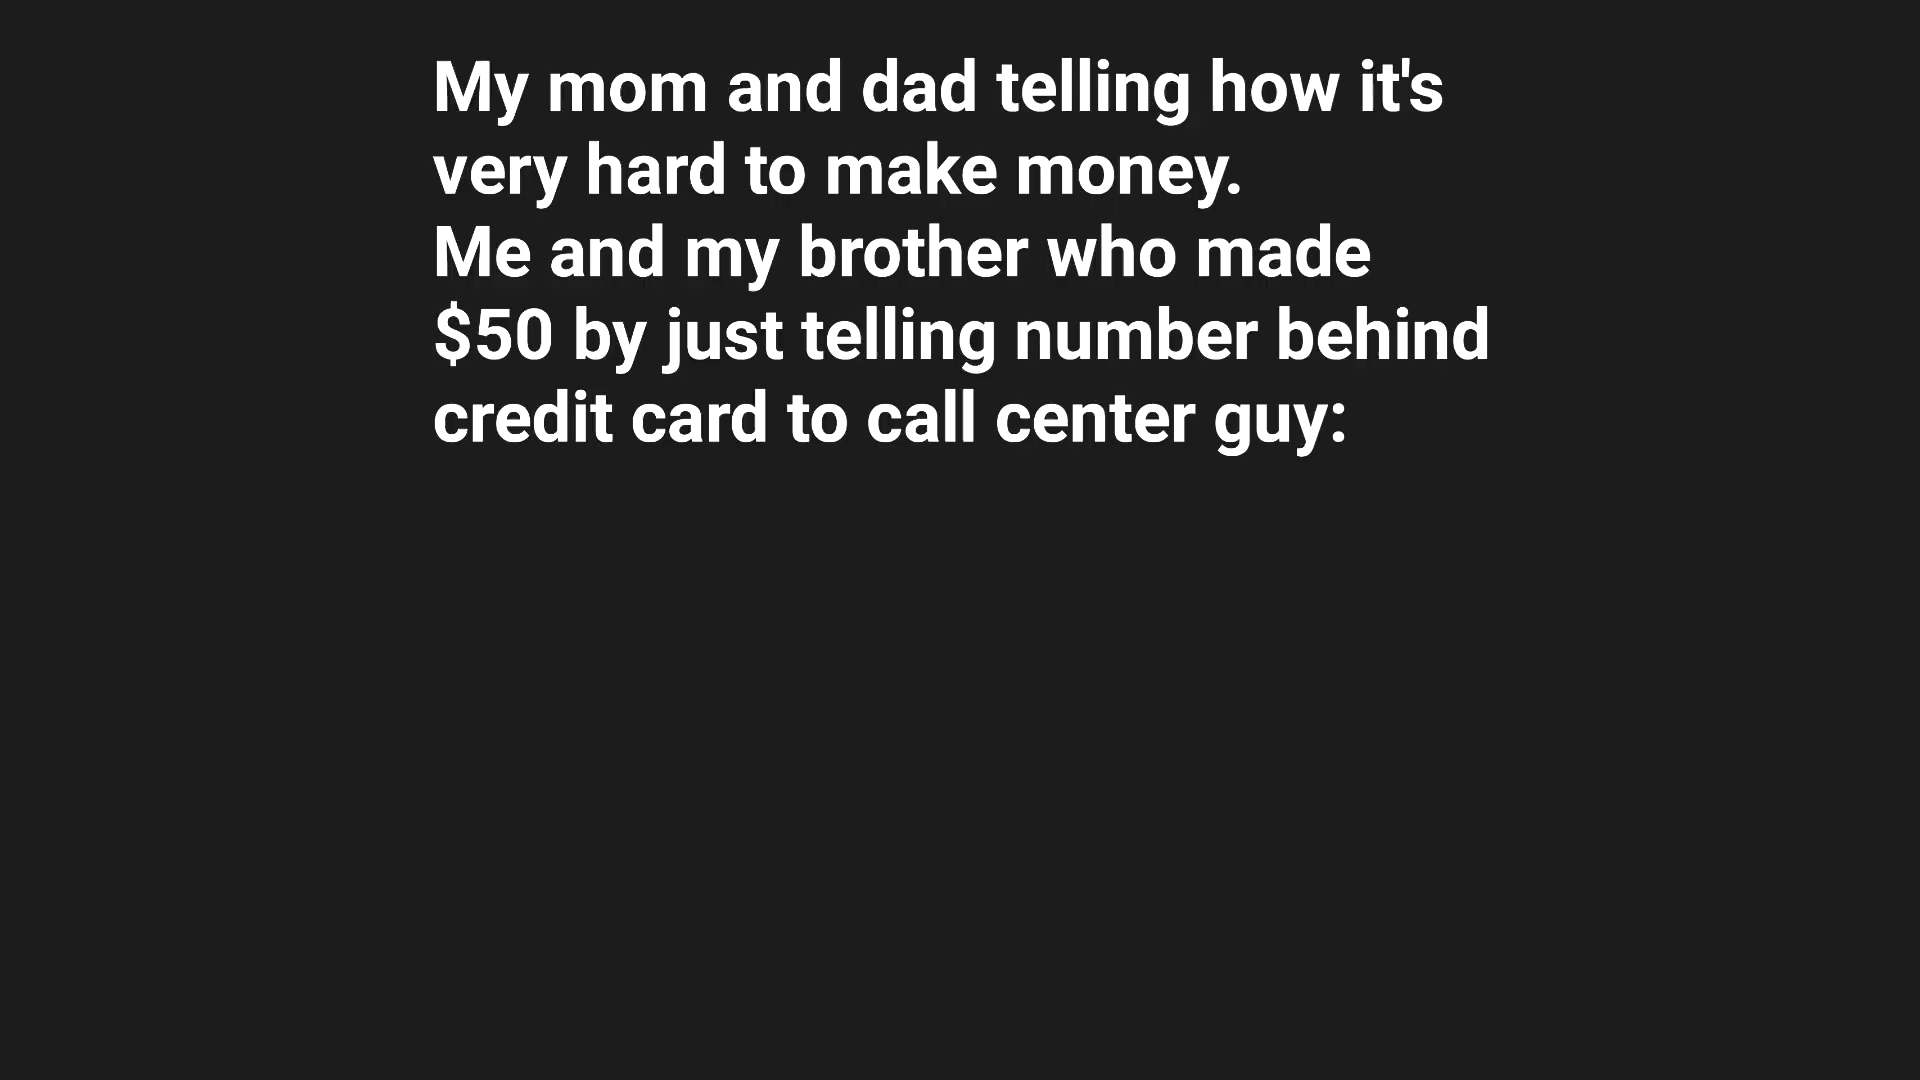 My mom and dad telling how it's
very hard to make money.
Me and my brother who made
$50 by just telling number behind
credit card to call center guy: